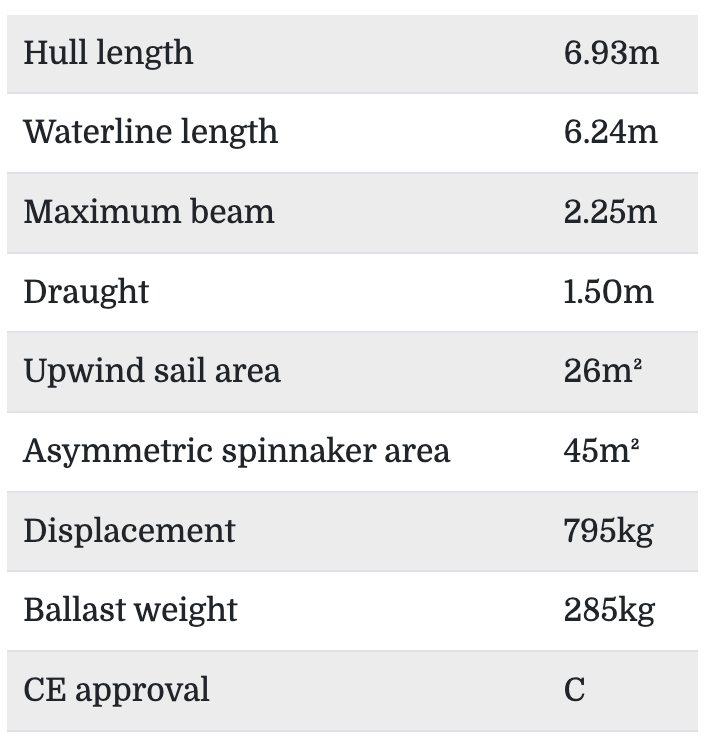 Hull length 6.93m
Waterline length 6.24m
Maximum beam 2.25m
Draught 1.50m
Upwind sail area 26m²
Asymmetric spinnaker area 45m²
Displacement 795kg
Ballast weight 285kg
CE approval C